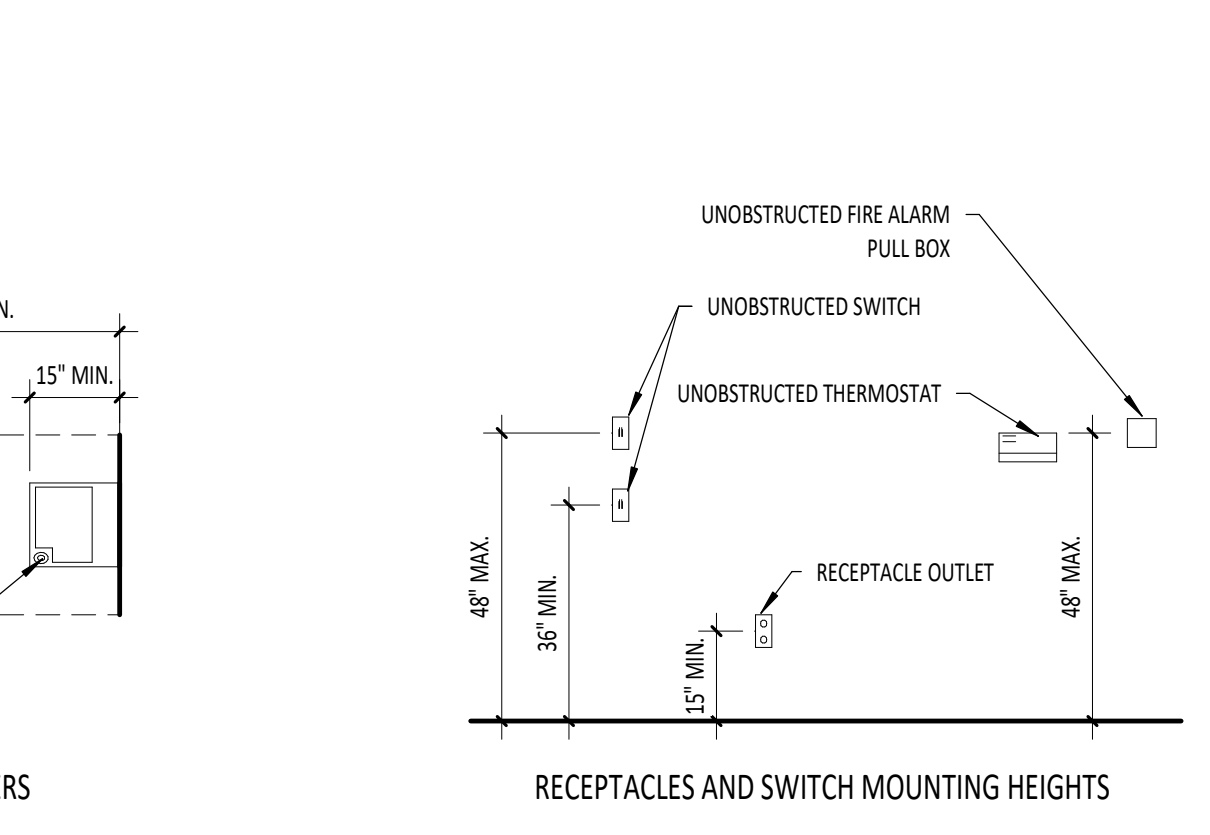 UNOBSTRUCTED FIRE ALARM
PULL BOX
UNOBSTRUCTED SWITCH
15" MIN.
UNOBSTRUCTED THERMOSTAT
48" MAX.
36" MIN.
15" MIN.
RECEPTACLE OUTLET
48" MAX.
RECEPTACLES AND SWITCH MOUNTING HEIGHTS